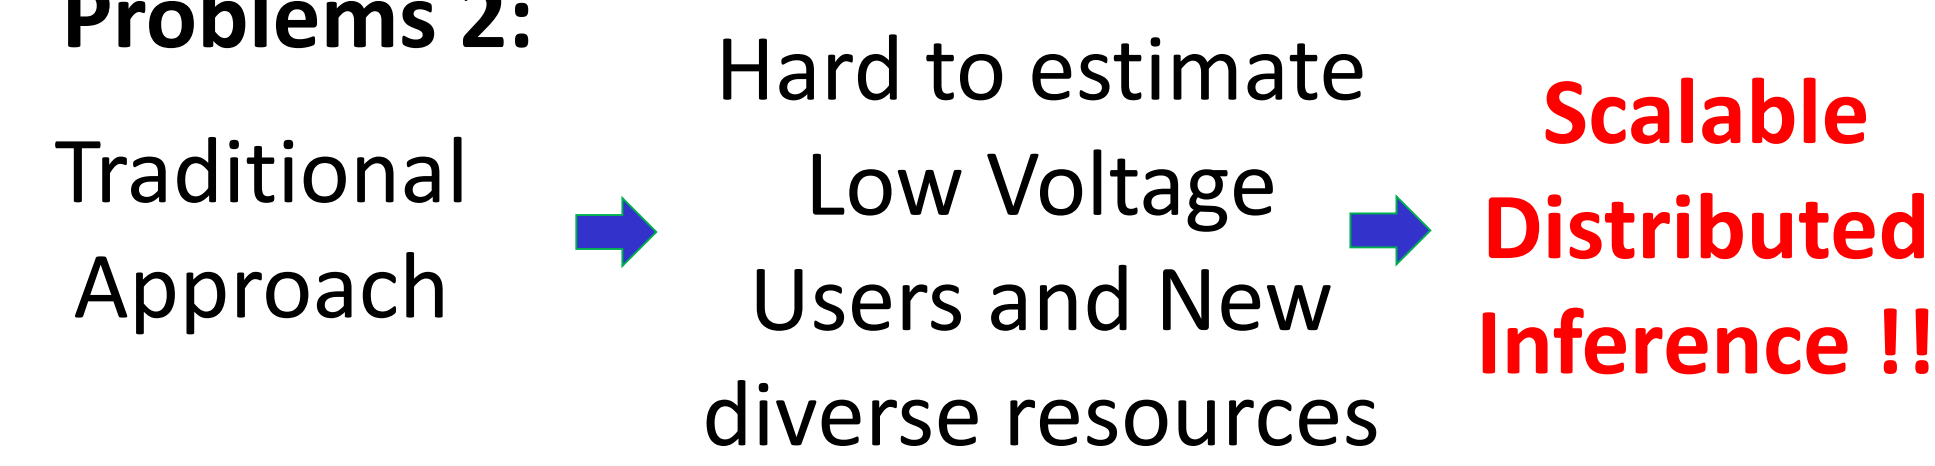 Problems 2:
Traditional
Approach
Hard to estimate
Low Voltage
Users and New
diverse resources
Scalable
Distributed
Inference !!